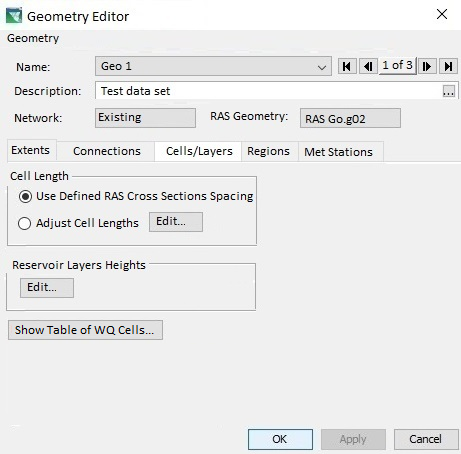 Geometry Editor
Geometry
Name: Geo 1 1 of 3
Description: Test data set ...
Network: Existing RAS Geometry: RAS Go.g02
Extents Connections Cells/Layers Regions Met Stations
Cell Length
Use Defined RAS Cross Sections Spacing
Adjust Cell Lengths Edit...
Reservoir Layers Heights
Edit...
Show Table of WQ Cells...
OK Apply Cancel